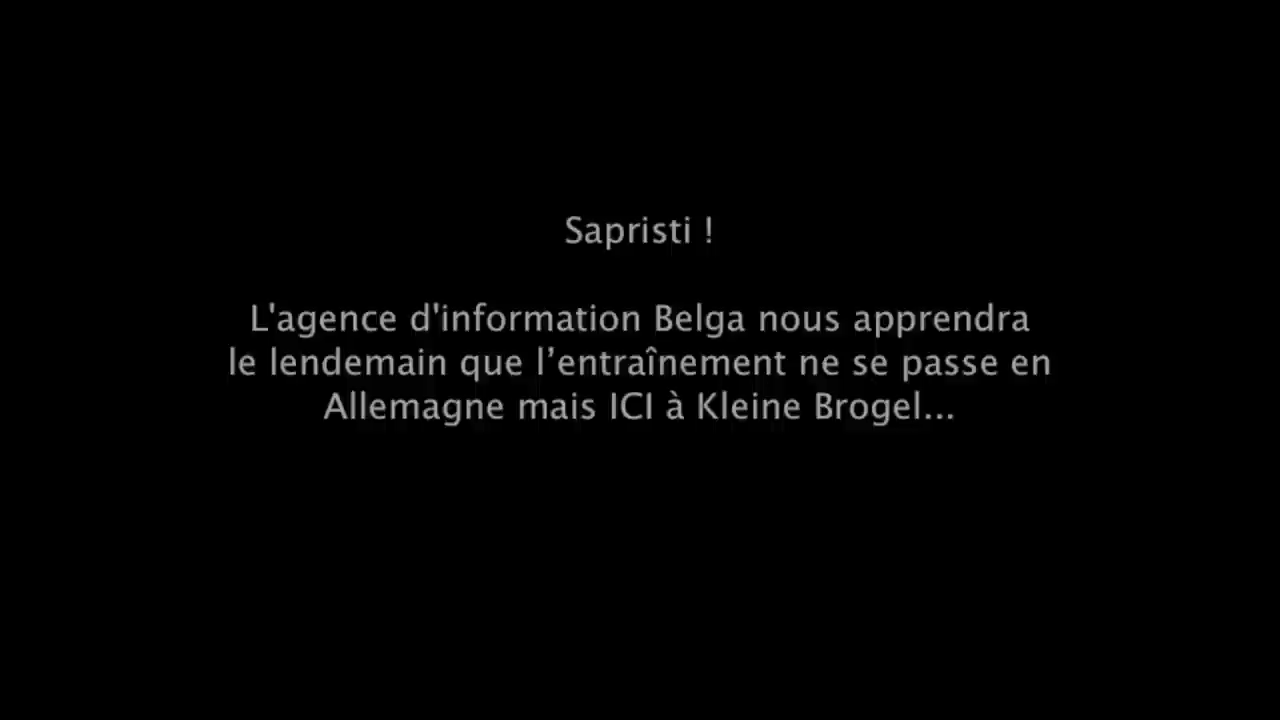 Sapristi !
L'agence d'information Belga nous apprendra
le lendemain que l’entraînement ne se passe en
Allemagne mais ICI à Kleine Brogel...